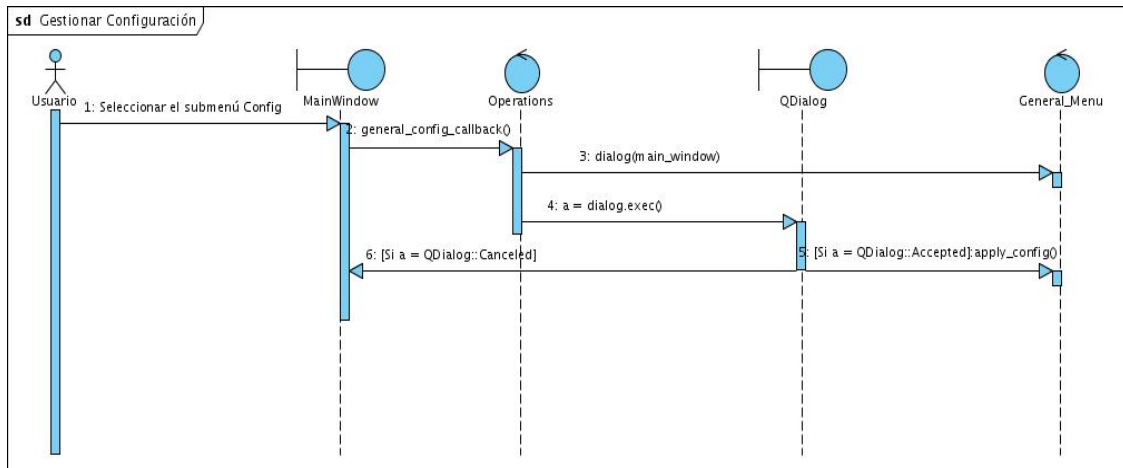 sd Gestionar Configuración
Usuario
MainWindow
Operations
QDialog
General_Menu
1: Seleccionar el submenú Config
2: general_config_callback()
3: dialog(main_window)
4: a = dialog.exec()
6: [Si a = QDialog::Canceled]
5: [Si a = QDialog::Accepted]:apply_config()